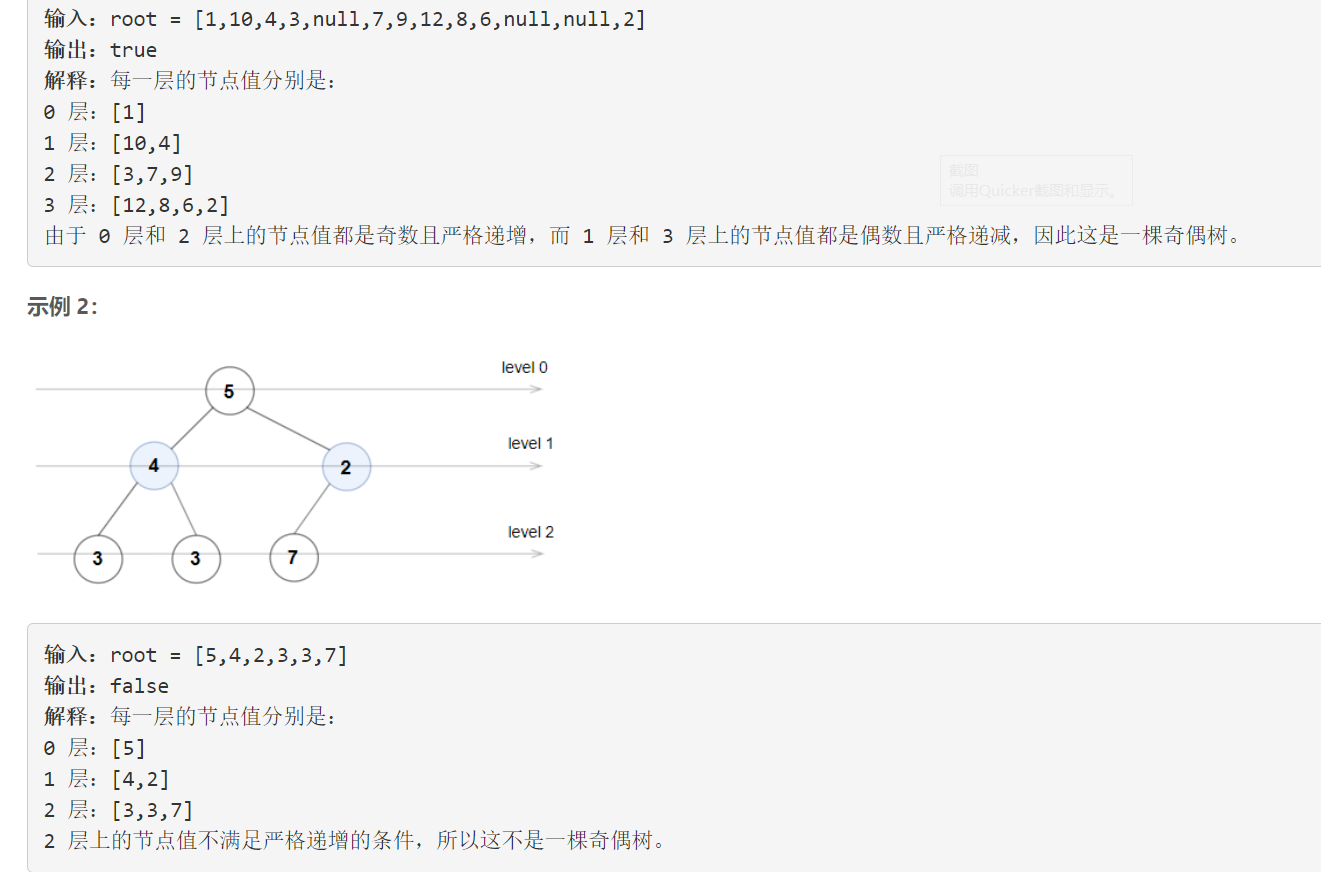 输入：root = [1,10,4,3,null,7,9,12,8,6,null,null,2]
输出：true
解释：每一层的节点值分别是：
0 层：[1]
1 层：[10,4]
2 层：[3,7,9]
3 层：[12,8,6,2]
由于 0 层和 2 层上的节点值都是奇数且严格递增，而 1 层和 3 层上的节点值都是偶数且严格递减，因此这是一棵奇偶树。
截图
调用Quicker截图和显示。
示例 2：
level 0
5
level 1
4 2
level 2
3 3 7
输入：root = [5,4,2,3,3,7]
输出：false
解释：每一层的节点值分别是：
0 层：[5]
1 层：[4,2]
2 层：[3,3,7]
2 层上的节点值不满足严格递增的条件，所以这不是一棵奇偶树。